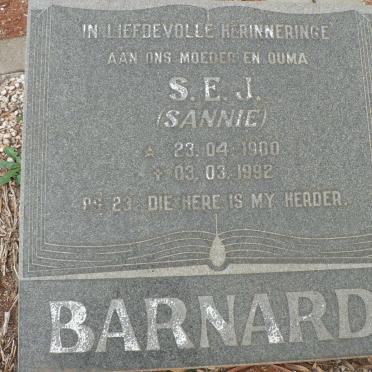 IN LIEFDEVOLLE HERINNERINGE
AAN ONS MOEDER EN OUMA
S.E.J.
(SANNIE)
★ 23.04.1900
✝ 03.03.1992
PS 23. DIE HERE IS MY HERDER.
BARNARD